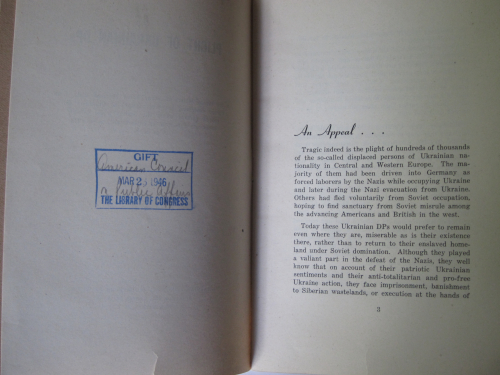 GIFT
American Council
MAR 28 1946
n Public Affairs
THE LIBRARY OF CONGRESS
An Appeal . . .
Tragic indeed is the plight of hundreds of thousands
of the so-called displaced persons of Ukrainian na-
tionality in Central and Western Europe. The ma-
jority of them had been driven into Germany as
forced laborers by the Nazis while occupying Ukraine
and later during the Nazi evacuation from Ukraine.
Others had fled voluntarily from Soviet occupation,
hoping to find sanctuary from Soviet misrule among
the advancing Americans and British in the west.
Today these Ukrainian DPs would prefer to remain
even where they are, miserable as is their existence
there, rather than to return to their enslaved home-
land under Soviet domination. Although they played
a valiant part in the defeat of the Nazis, they well
know that on account of their patriotic Ukrainian
sentiments and their anti-totalitarian and pro-free
Ukraine action, they face imprisonment, banishment
to Siberian wastelands, or execution at the hands of
3